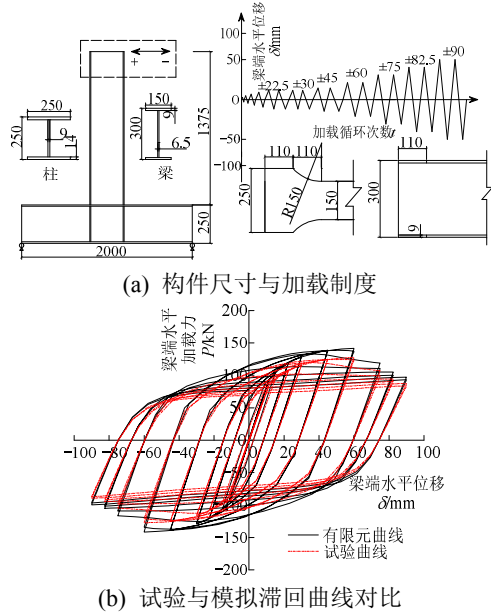 + -
250
250
9
14
柱
150
9
300
6.5
梁
1375
250
2000
梁端水平位移
δ/mm
100
50
0
−50
−100
±22.5
±30
±45
±60
±75
±82.5
±90
加载循环次数t
110 110
250
R150
150
110
300
9
(a) 构件尺寸与加载制度
梁端水平
加载力
P/kN
200
150
100
50
0
−50
−100
−150
−200
−100 −80 −60 −40 −20 20 40 60 80 100
梁端水平位移
δ/mm
有限元曲线
试验曲线
(b) 试验与模拟滞回曲线对比